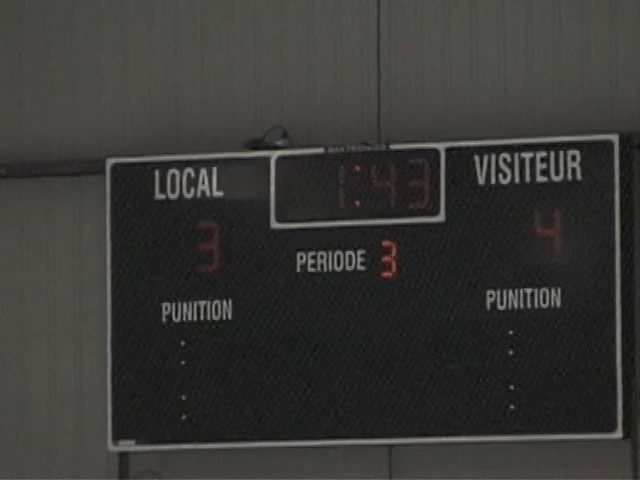 LOCAL
1:43
VISITEUR
3
PERIODE 3
4
PUNITION
PUNITION